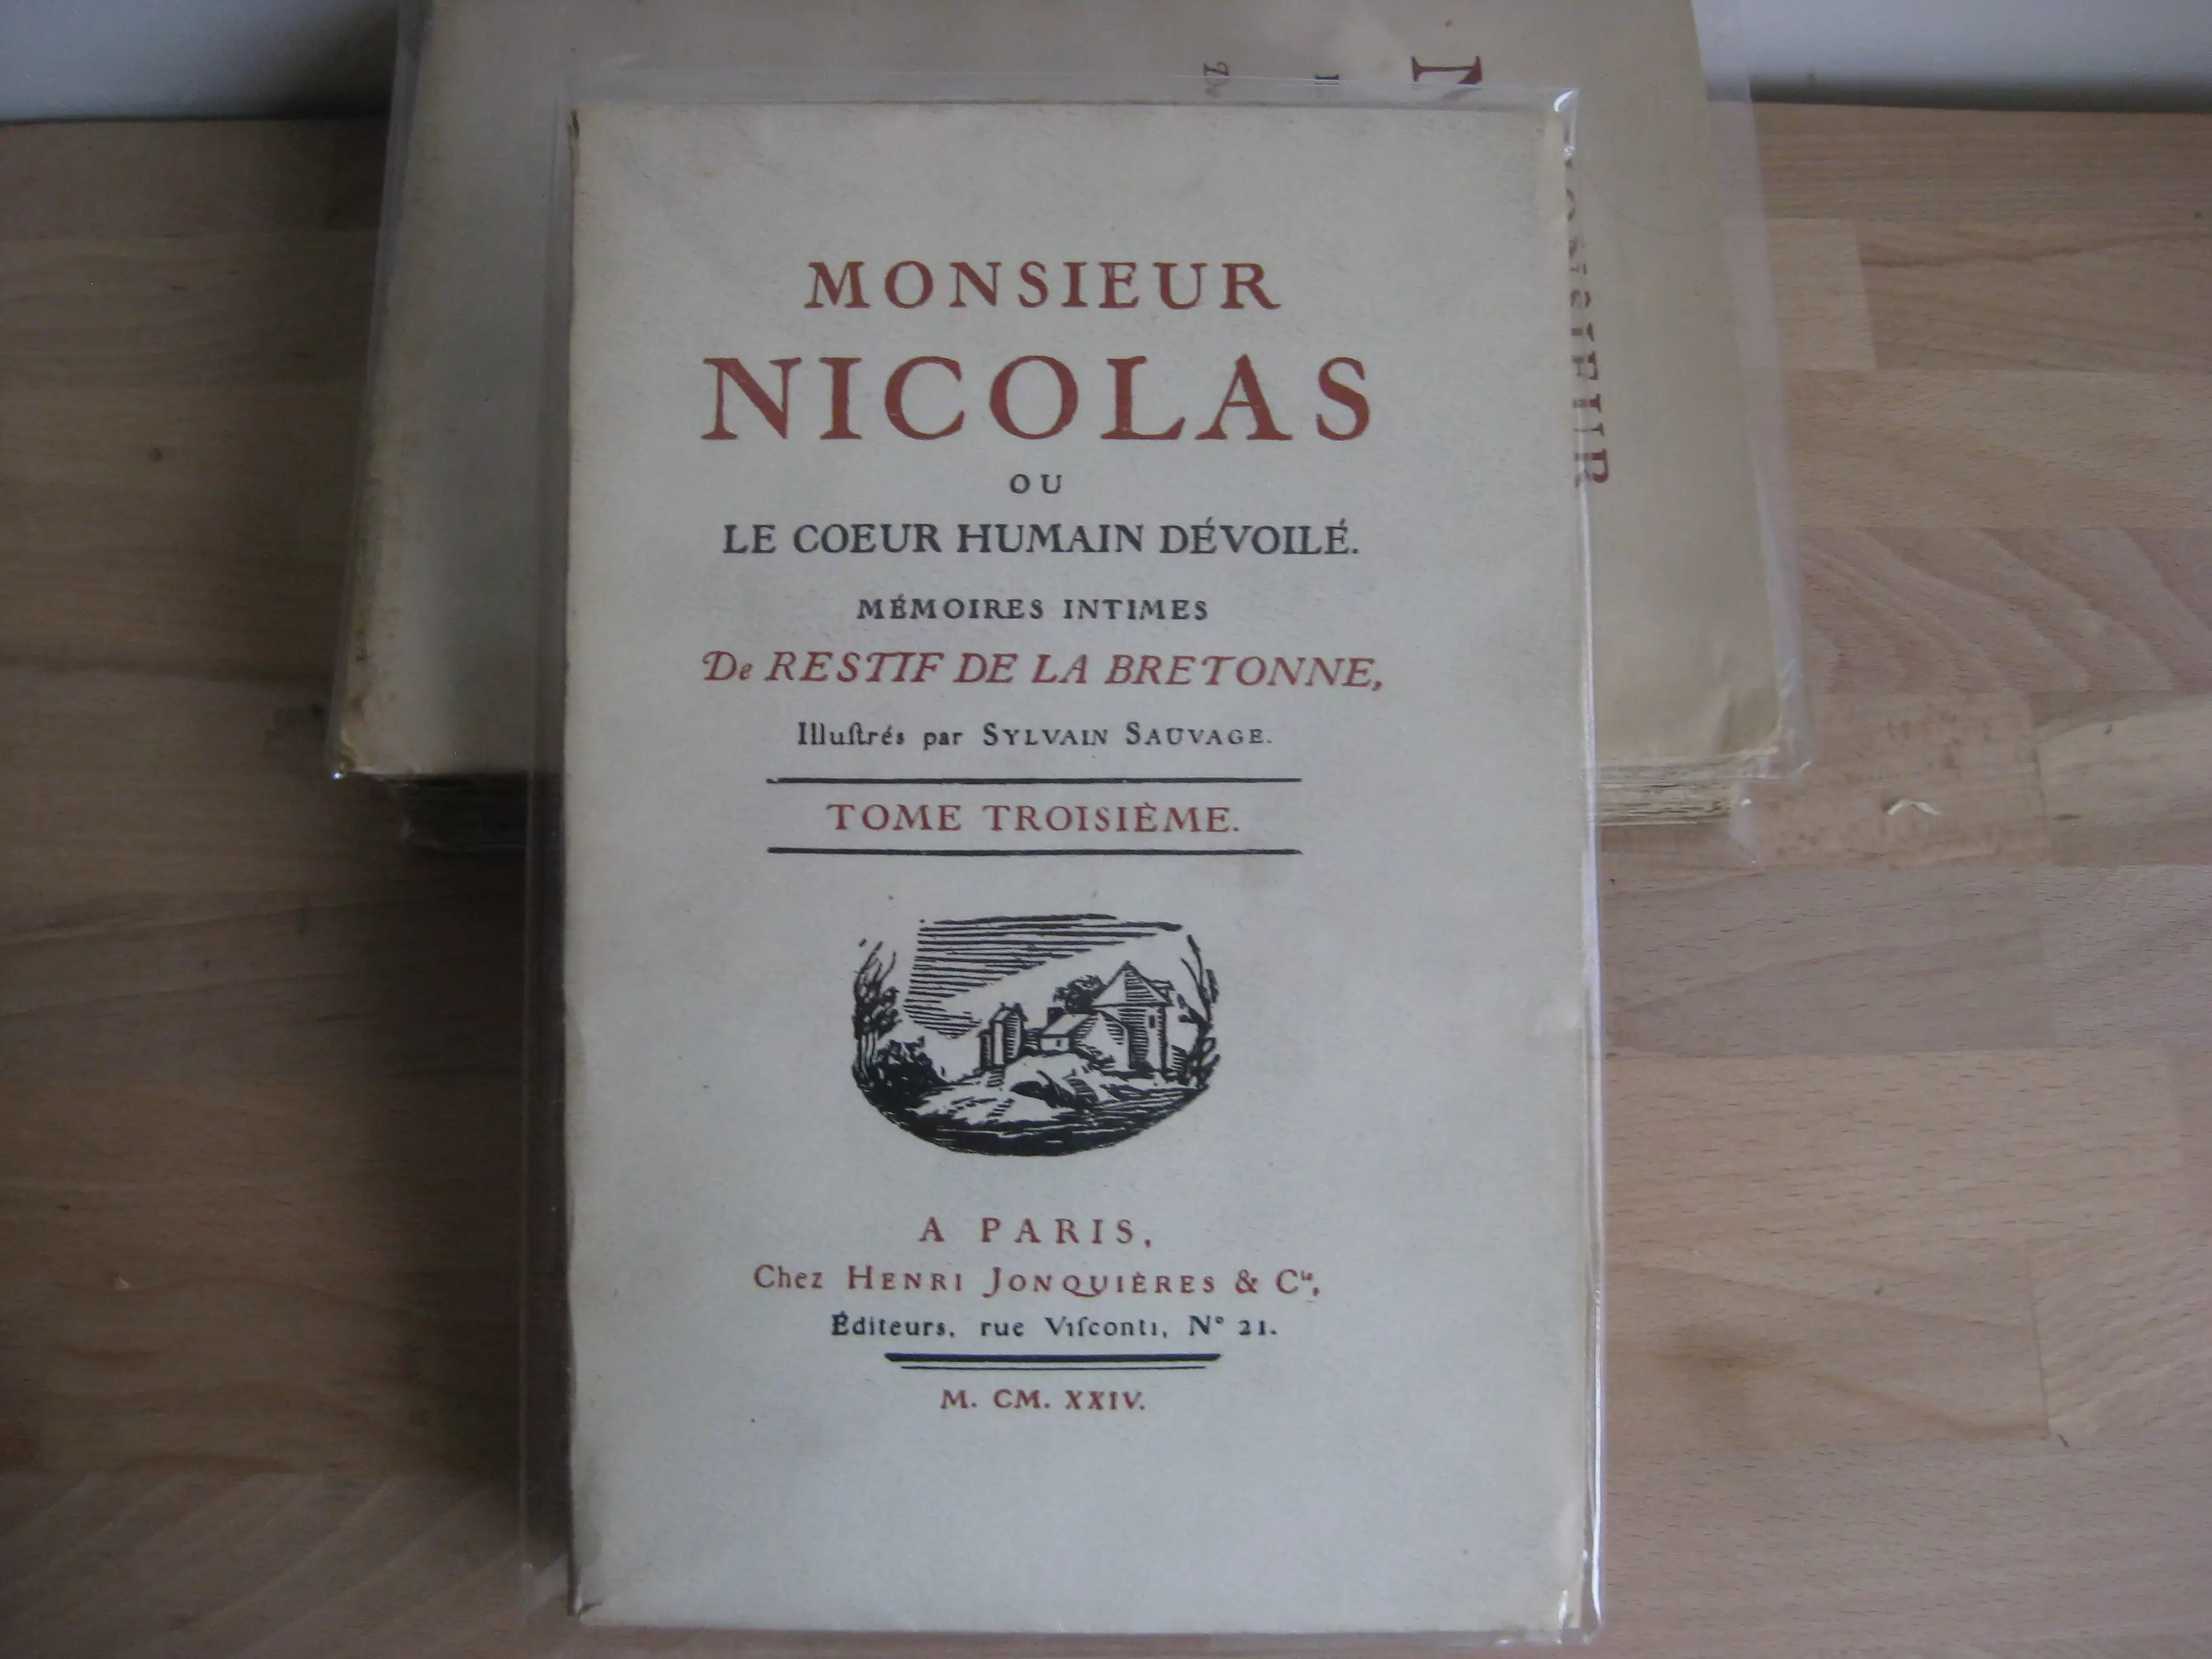 MONSIEUR
NICOLAS
OU
LE COEUR HUMAIN DÉVOILÉ.
MÉMOIRES INTIMES
De RESTIF DE LA BRETONNE,
Illuſtrés par SYLVAIN SAUVAGE.
TOME TROISIÈME.
A PARIS,
Chez HENRI JONQUIÈRES & Cie,
Éditeurs, rue Viſconti, N° 21.
M. CM. XXIV.
MONSIEUR
N